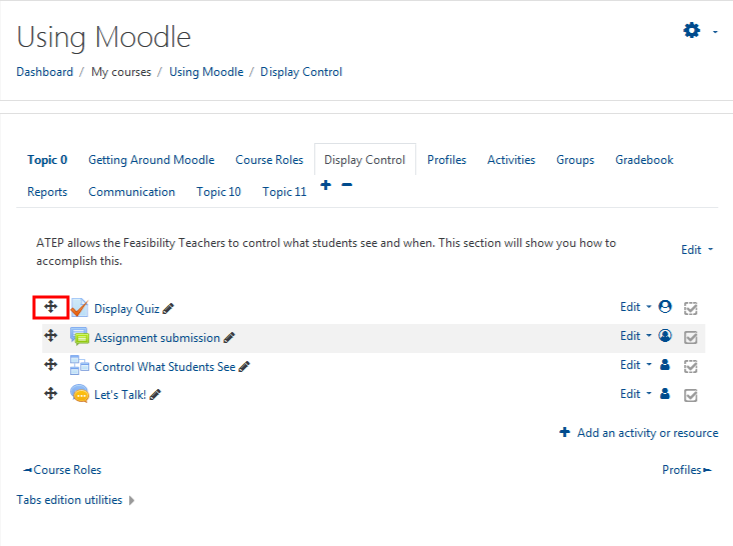 Using Moodle
Dashboard / My courses / Using Moodle / Display Control
Topic 0 Getting Around Moodle Course Roles Display Control Profiles Activities Groups Gradebook
Reports Communication Topic 10 Topic 11
ATEP allows the Feasibility Teachers to control what students see and when. This section will show you how to
accomplish this.
Edit
Display Quiz Edit
Assignment submission Edit
Control What Students See Edit
Let's Talk! Edit
Add an activity or resource
◄Course Roles Profiles►
Tabs edition utilities